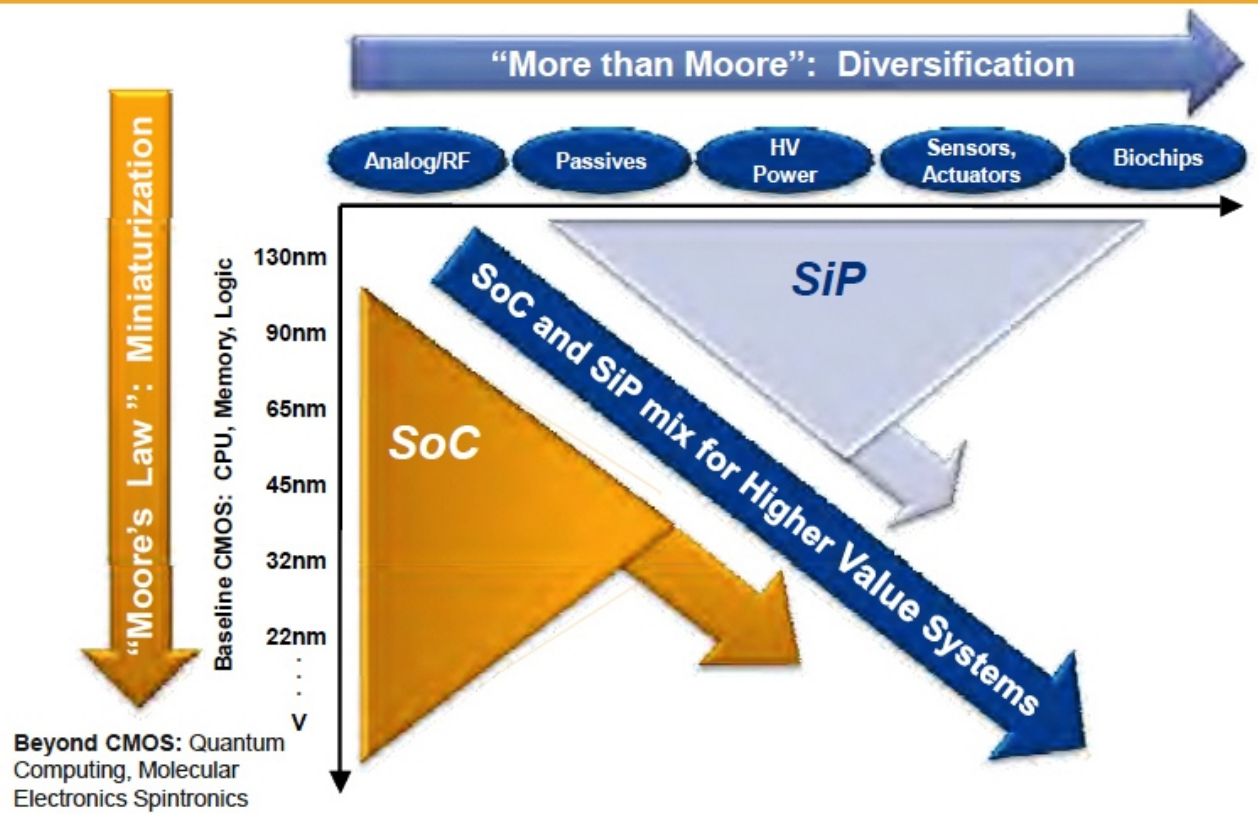 “More than Moore”: Diversification
“Moore’s Law”: Miniaturization
Analog/RF
Passives
HV
Power
Sensors,
Actuators
Biochips
Baseline CMOS: CPU, Memory, Logic
130nm
90nm
65nm
45nm
32nm
22nm
.
.
.
V
SiP
SoC and SiP mix for Higher Value Systems
SoC
Beyond CMOS: Quantum
Computing, Molecular
Electronics Spintronics